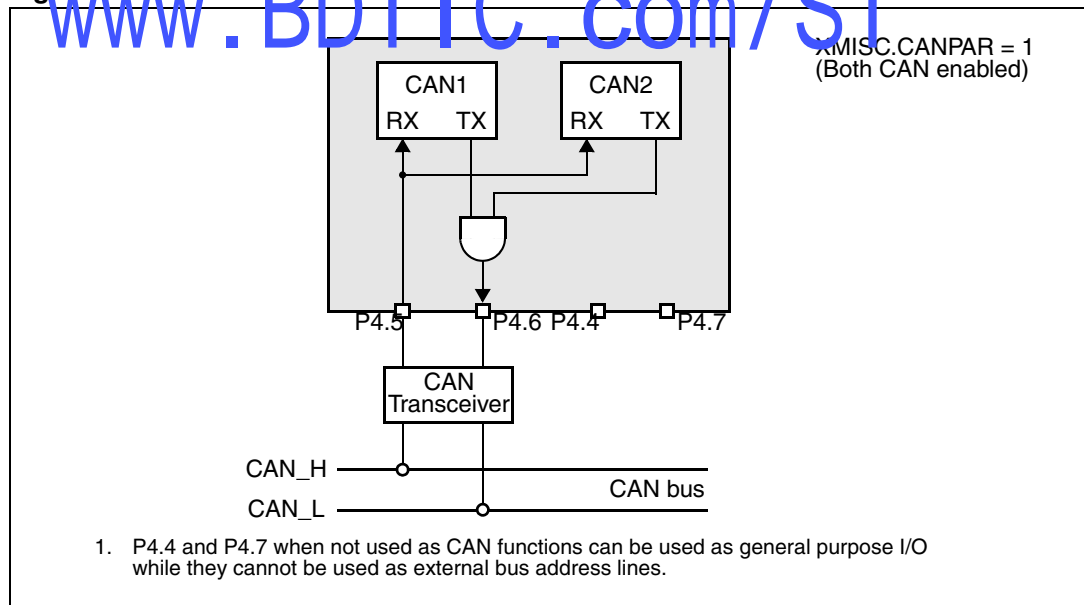 www.BDTIC.com/ST
XMISC.CANPAR = 1
(Both CAN enabled)
CAN1
RX TX
CAN2
RX TX
P4.5
P4.6
P4.4
P4.7
CAN
Transceiver
CAN_H
CAN bus
CAN_L
1. P4.4 and P4.7 when not used as CAN functions can be used as general purpose I/O
while they cannot be used as external bus address lines.